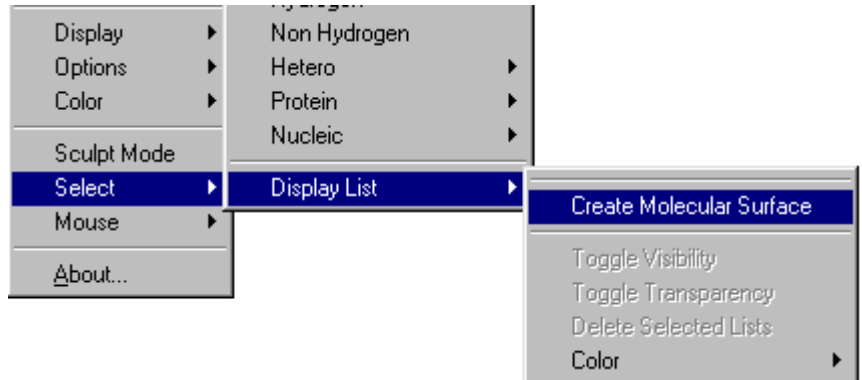 Display
Options
Color
Sculpt Mode
Select
Mouse
About...
Hydrogen
Non Hydrogen
Hetero
Protein
Nucleic
Display List
Create Molecular Surface
Toggle Visibility
Toggle Transparency
Delete Selected Lists
Color